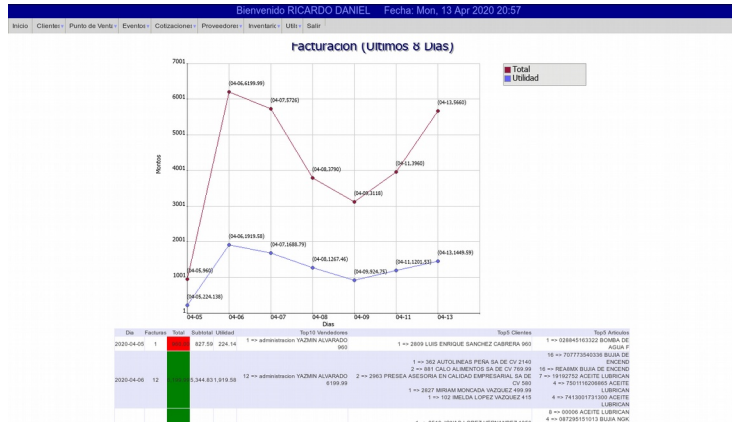 Bienvenido RICARDO DANIEL Fecha: Mon, 13 Apr 2020 20:57
Inicio Clientes Punto de Venta Eventos Cotizaciones Proveedores Inventario Utils Salir
Facturacion (Ultimos 8 Dias)
Total
Utilidad
7001
6001
5001
4001
3001
2001
1001
1
Montos
(04-06,6199.99)
(04-07,5726)
(04-13,5660)
(04-08,3790)
(04-11,3960)
(04-09,3118)
(04-06,1919.58)
(04-07,1688.79)
(04-13,1449.59)
(04-08,1267.46)
(04-11,1201.53)
(04-09,924.75)
(04-05,960)
(04-05,224.138)
04-05 04-06 04-07 04-08 04-09 04-11 04-13
Dias
Dia Facturas Total Subtotal Utilidad Top10 Vendedores Top5 Clientes Top5 Articulos
2020-04-05 1 827.59 224.14 1 => administracion YAZMIN ALVARADO 960 1 => 2809 LUIS ENRIQUE SANCHEZ CABRERA 960 1 => 026845163322 BOMBA DE AGUA F
2020-04-06 12 5,344.83 1,919.58 12 => administracion YAZMIN ALVARADO 6199.99
1 => 362 AUTOLINEAS PEÑA SA DE CV 2140
2 => 881 CALO ALIMENTOS SA DE CV 769.99
2 => 2963 PRESEA ASESORIA EN CALIDAD EMPRESARIAL SA DE CV 580
1 => 2827 MIRIAM MONCADA VAZQUEZ 499.99
1 => 102 IMELDA LOPEZ VAZQUEZ 415
16 => 707773540336 BUJIA DE ENCEND
16 => REA8MX BUJIA DE ENCEND
7 => 19192752 ACEITE LUBRICAN
4 => 7501116206665 ACEITE LUBRICAN
4 => 7413001731300 ACEITE LUBRICAN
8 => 00006 ACEITE LUBRICAN
4 => 087295151013 BUJIA NGK